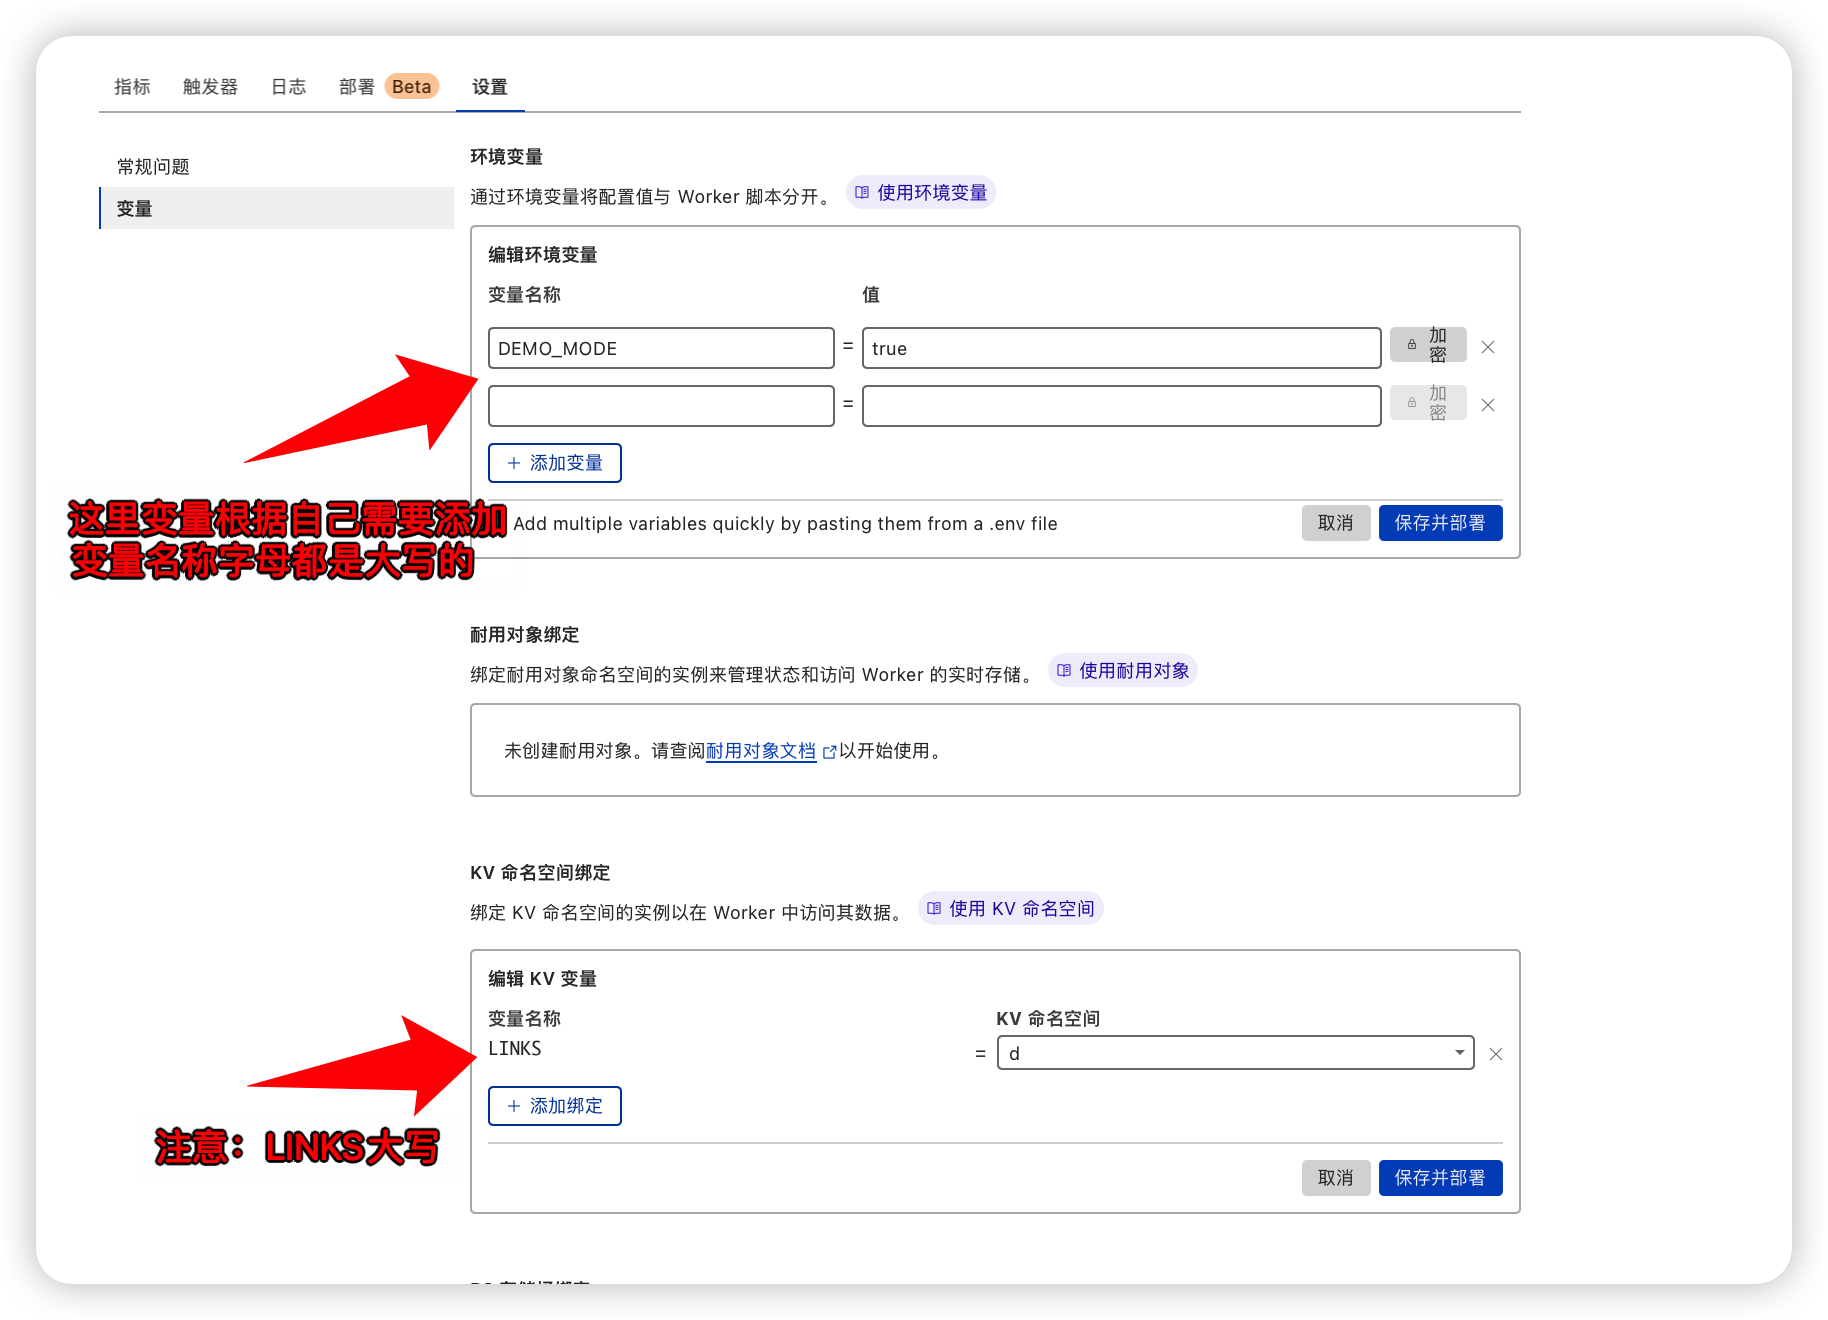 指标 触发器 日志 部署 Beta 设置
常规问题
变量
环境变量
通过环境变量将配置值与 Worker 脚本分开。 使用环境变量
编辑环境变量
变量名称 值
DEMO_MODE = true 加密
= 加密
+ 添加变量
这里变量根据自己需要添加
变量名称字母都是大写的
Add multiple variables quickly by pasting them from a .env file 取消 保存并部署
耐用对象绑定
绑定耐用对象命名空间的实例来管理状态和访问 Worker 的实时存储。 使用耐用对象
未创建耐用对象。请查阅耐用对象文档以开始使用。
KV 命名空间绑定
绑定 KV 命名空间的实例以在 Worker 中访问其数据。 使用 KV 命名空间
编辑 KV 变量
变量名称 KV 命名空间
LINKS = d
+ 添加绑定
注意：LINKS大写
取消 保存并部署